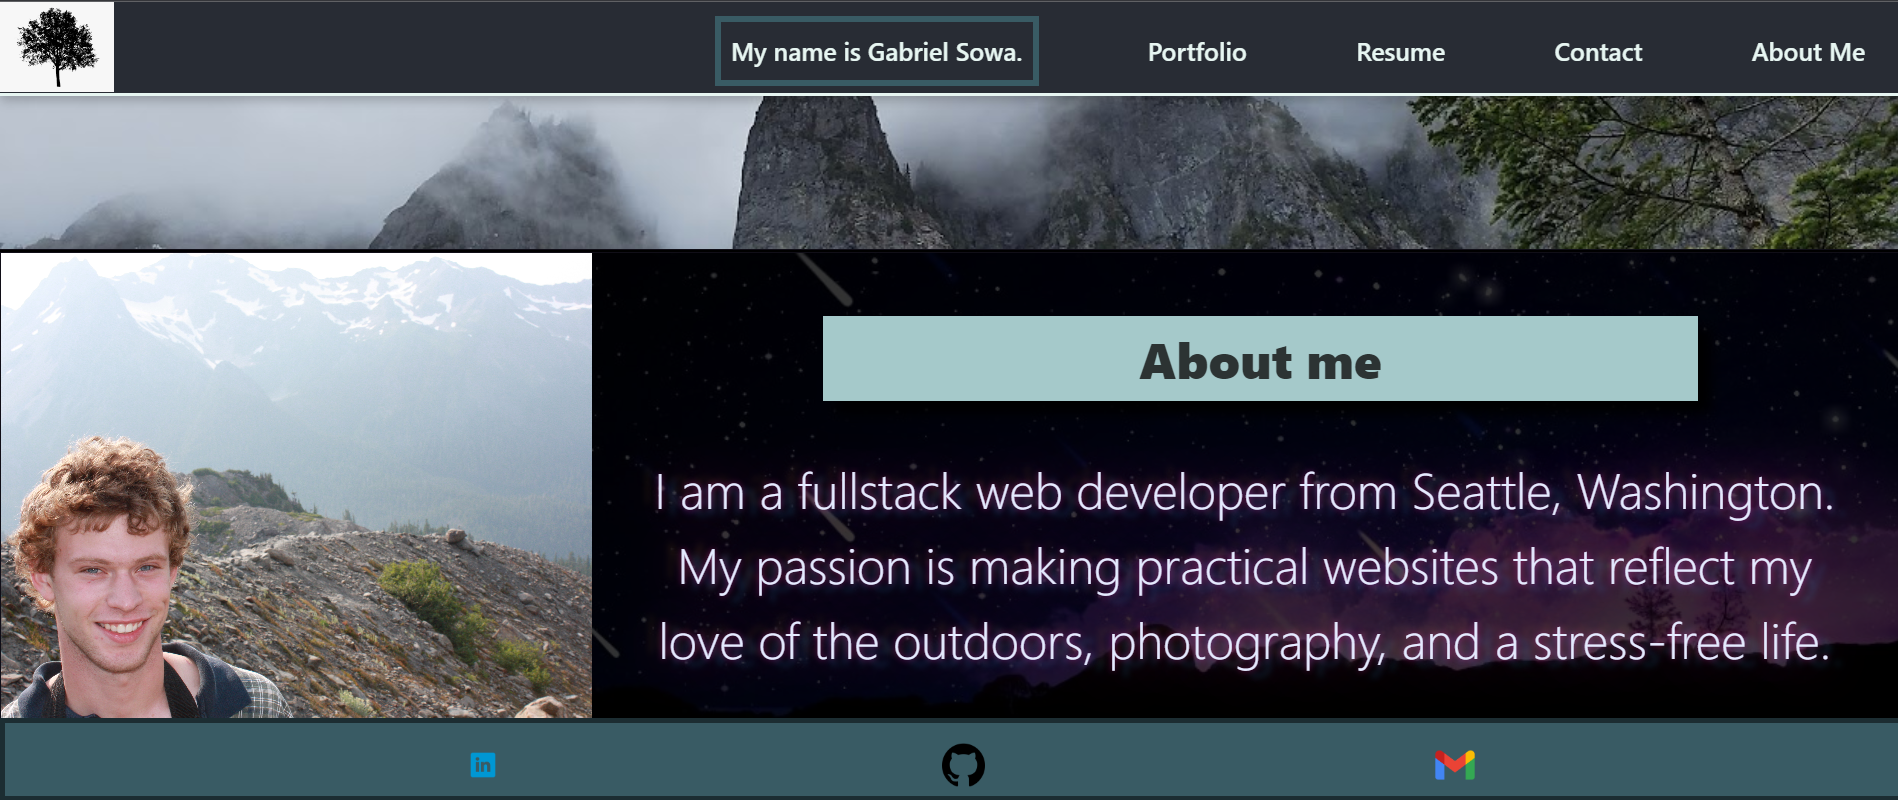 My name is Gabriel Sowa.
Portfolio
Resume
Contact
About Me
About me
I am a fullstack web developer from Seattle, Washington.
My passion is making practical websites that reflect my
love of the outdoors, photography, and a stress-free life.
in